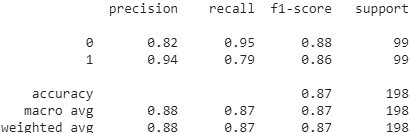 precision recall f1-score support
0 0.82 0.95 0.88 99
1 0.94 0.79 0.86 99
accuracy 0.87 198
macro avg 0.88 0.87 0.87 198
weighted avg 0.88 0.87 0.87 198